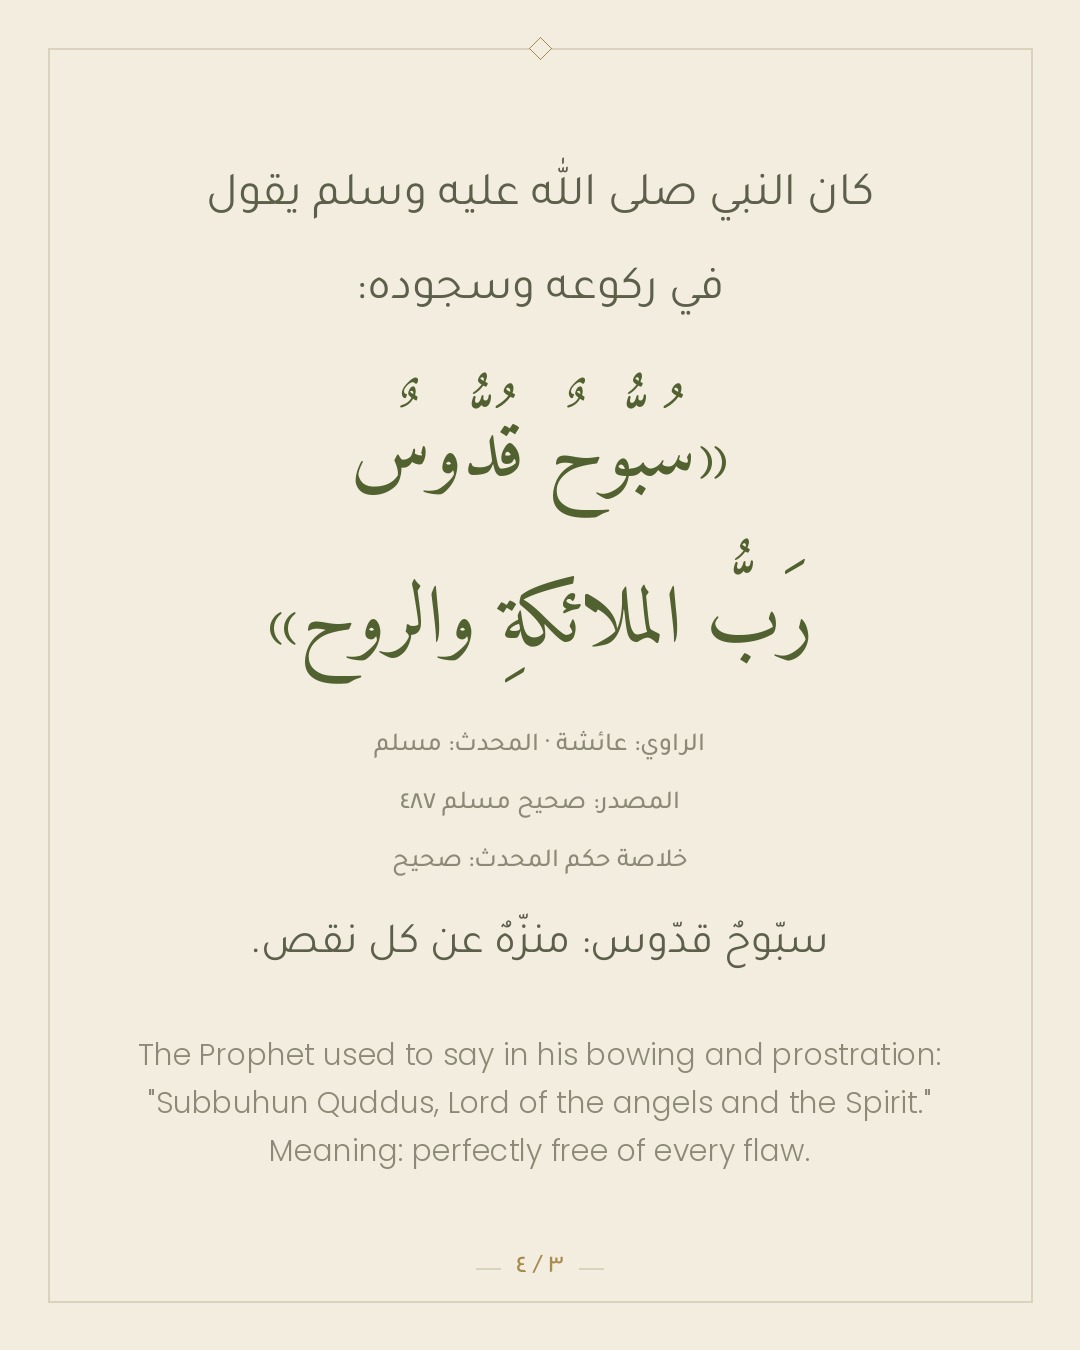 كان النبي صلى الله عليه وسلم يقول
في ركوعه وسجوده:
«سُبُّوحٌ قُدُّوسٌ
رَبُّ الملائكةِ والروح»
الراوي: عائشة · المحدث: مسلم
المصدر: صحيح مسلم ٤٨٧
خلاصة حكم المحدث: صحيح
سبّوحٌ قدّوس: منزّهٌ عن كل نقص.
The Prophet used to say in his bowing and prostration:
"Subbuhun Quddus, Lord of the angels and the Spirit."
Meaning: perfectly free of every flaw.
٣ / ٤